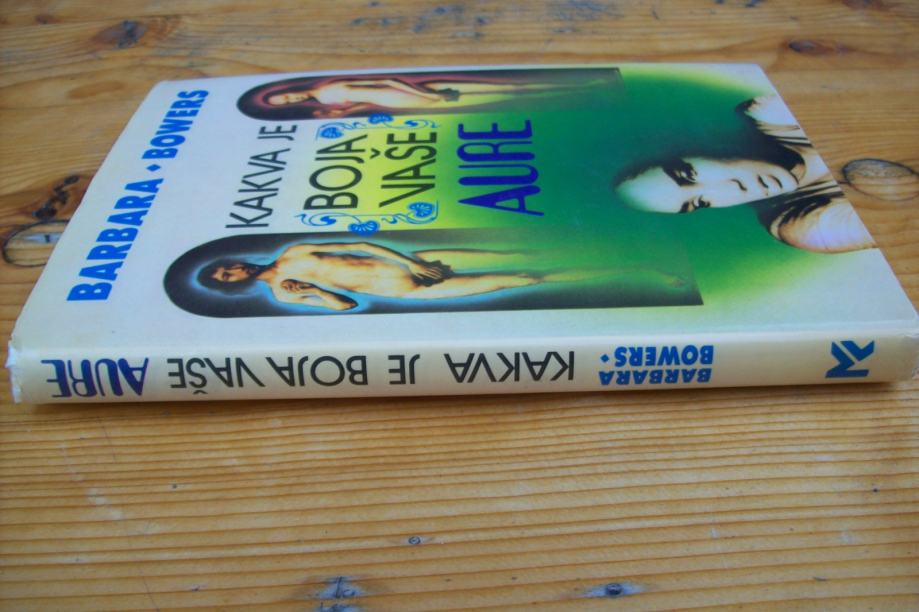 BARBARA • BOWERS
KAKVA JE
BOJA
VAŠE
AURE
BARBARA
BOWERS •
KAKVA JE BOJA VAŠE AURE